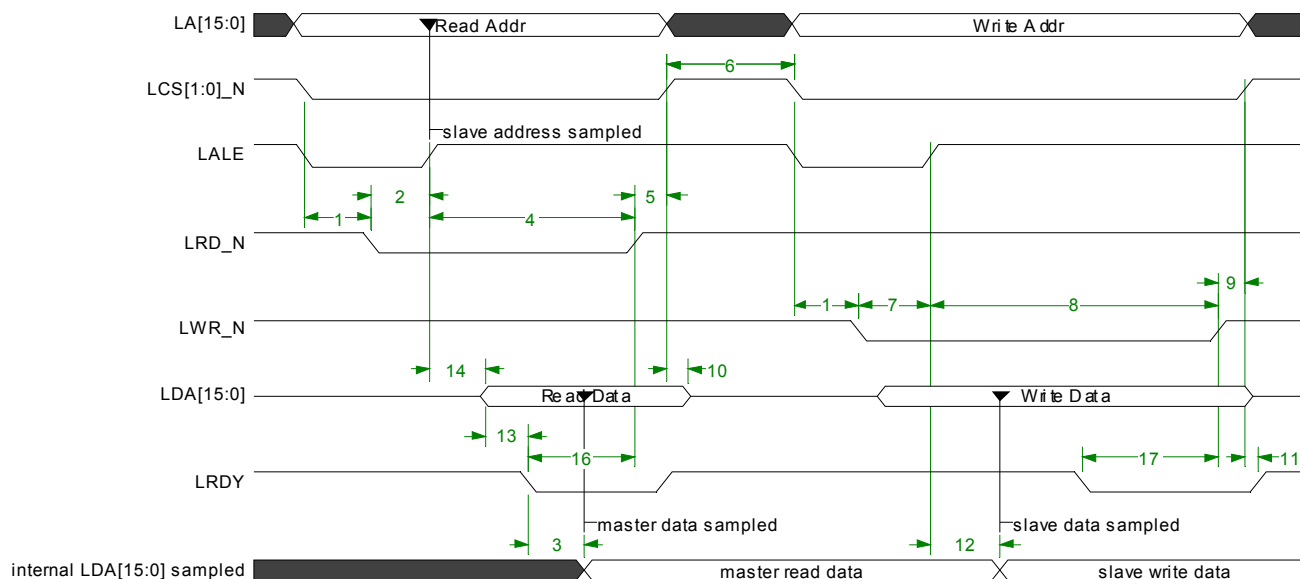 LA[15:0] Read Addr Write Addr
6
LCS[1:0]_N
slave address sampled
LALE
2 5
1 4
LRD_N
9
1 7 8
LWR_N
14 10
LDA[15:0] Read Data Write Data
13
16 17 11
LRDY
master data sampled slave data sampled
3 12
internal LDA[15:0] sampled master read data slave write data